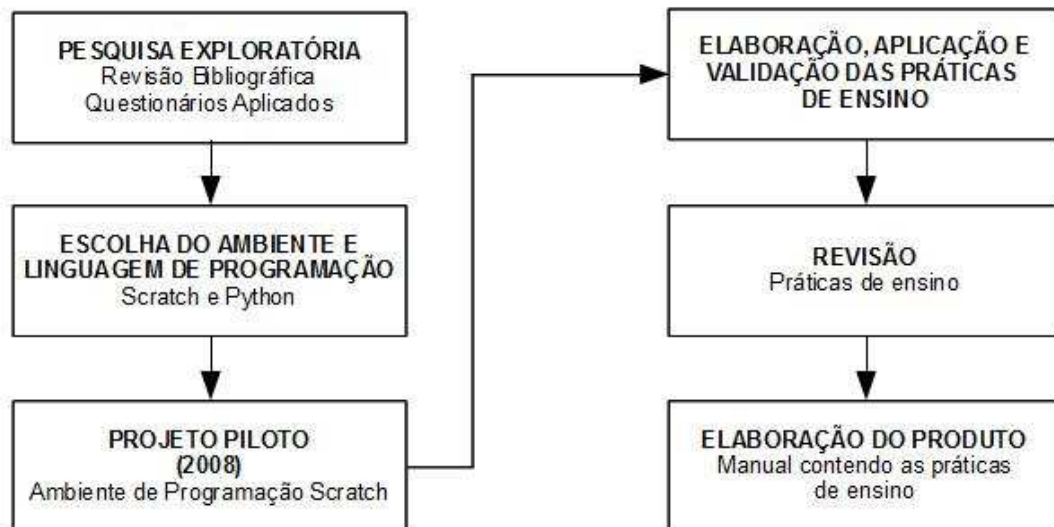 PESQUISA EXPLORATÓRIA
Revisão Bibliográfica
Questionários Aplicados
ESCOLHA DO AMBIENTE E
LINGUAGEM DE PROGRAMAÇÃO
Scratch e Python
PROJETO PILOTO
(2008)
Ambiente de Programação Scratch
ELABORAÇÃO, APLICAÇÃO E
VALIDAÇÃO DAS PRÁTICAS
DE ENSINO
REVISÃO
Práticas de ensino
ELABORAÇÃO DO PRODUTO
Manual contendo as práticas
de ensino